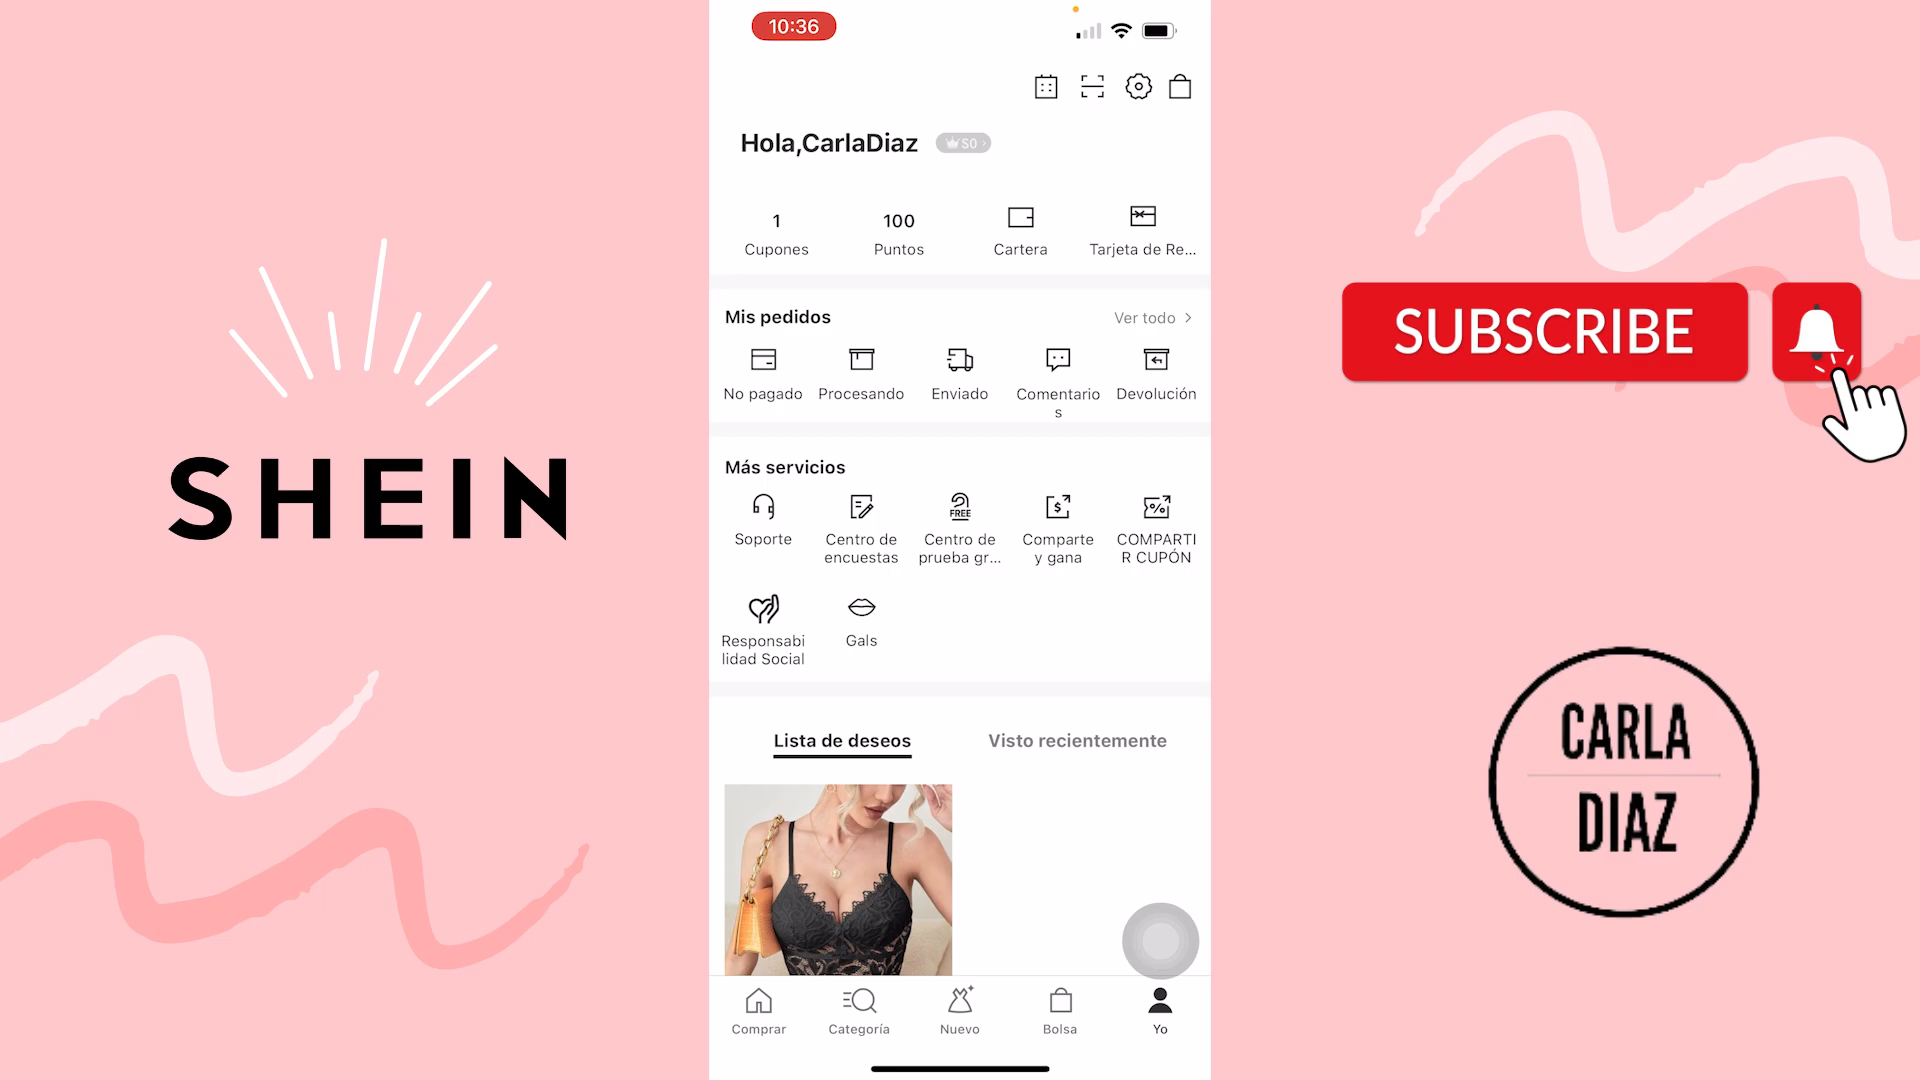 SHEIN
10:36
Hola,CarlaDiaz
S0
1
Cupones
100
Puntos
Cartera
Tarjeta de Re...
Mis pedidos
Ver todo
No pagado
Procesando
Enviado
Comentario
s
Devolución
Más servicios
Soporte
Centro de
encuestas
FREE
Centro de
prueba gr...
$
Comparte
y gana
%
COMPARTI
R CUPÓN
Responsabi
lidad Social
Gals
Lista de deseos
Visto recientemente
Comprar
Categoría
Nuevo
Bolsa
Yo
SUBSCRIBE
CARLA
DIAZ